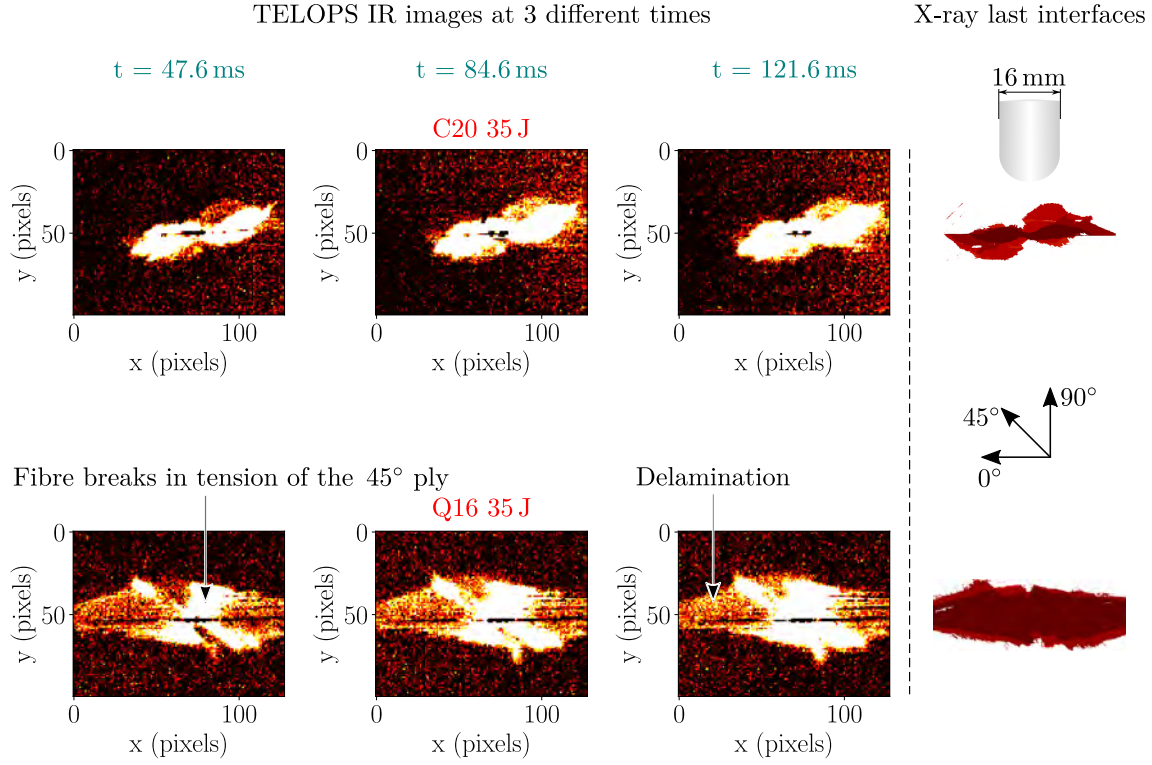 TELOPS IR images at 3 different times
X-ray last interfaces
t = 47.6 ms
t = 84.6 ms
t = 121.6 ms
16 mm
C20 35 J
0
50
y (pixels)
0
100
x (pixels)
0
50
y (pixels)
0
100
x (pixels)
0
50
y (pixels)
0
100
x (pixels)
90°
45°
0°
Fibre breaks in tension of the 45° ply
Delamination
Q16 35 J
0
50
y (pixels)
0
100
x (pixels)
0
50
y (pixels)
0
100
x (pixels)
0
50
y (pixels)
0
100
x (pixels)